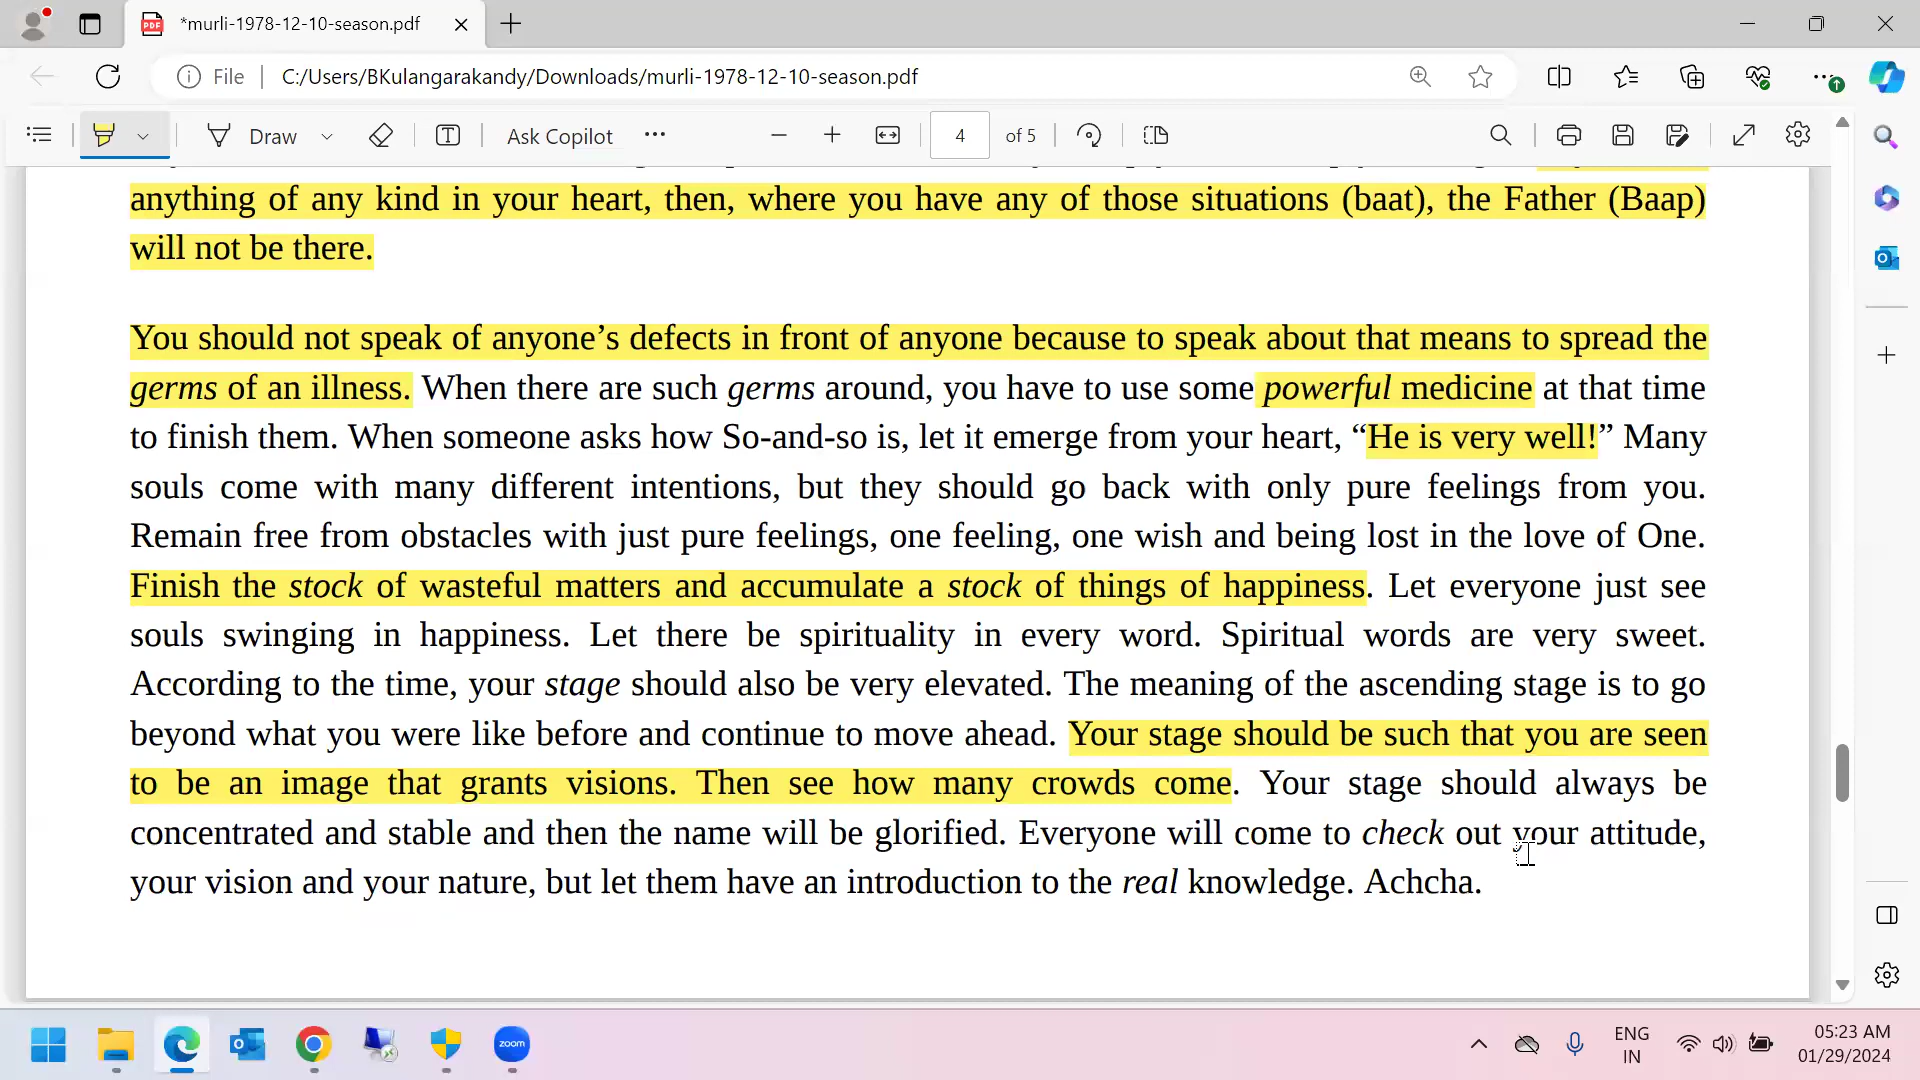 *murli-1978-12-10-season.pdf
File
C:/Users/BKulangarakandy/Downloads/murli-1978-12-10-season.pdf
Draw
Ask Copilot
4 of 5
anything of any kind in your heart, then, where you have any of those situations (baat), the Father (Baap)
will not be there.
You should not speak of anyone’s defects in front of anyone because to speak about that means to spread the
germs of an illness. When there are such germs around, you have to use some powerful medicine at that time
to finish them. When someone asks how So-and-so is, let it emerge from your heart, “He is very well!” Many
souls come with many different intentions, but they should go back with only pure feelings from you.
Remain free from obstacles with just pure feelings, one feeling, one wish and being lost in the love of One.
Finish the stock of wasteful matters and accumulate a stock of things of happiness. Let everyone just see
souls swinging in happiness. Let there be spirituality in every word. Spiritual words are very sweet.
According to the time, your stage should also be very elevated. The meaning of the ascending stage is to go
beyond what you were like before and continue to move ahead. Your stage should be such that you are seen
to be an image that grants visions. Then see how many crowds come. Your stage should always be
concentrated and stable and then the name will be glorified. Everyone will come to check out your attitude,
your vision and your nature, but let them have an introduction to the real knowledge. Achcha.
zoom
ENG
IN
05:23 AM
01/29/2024